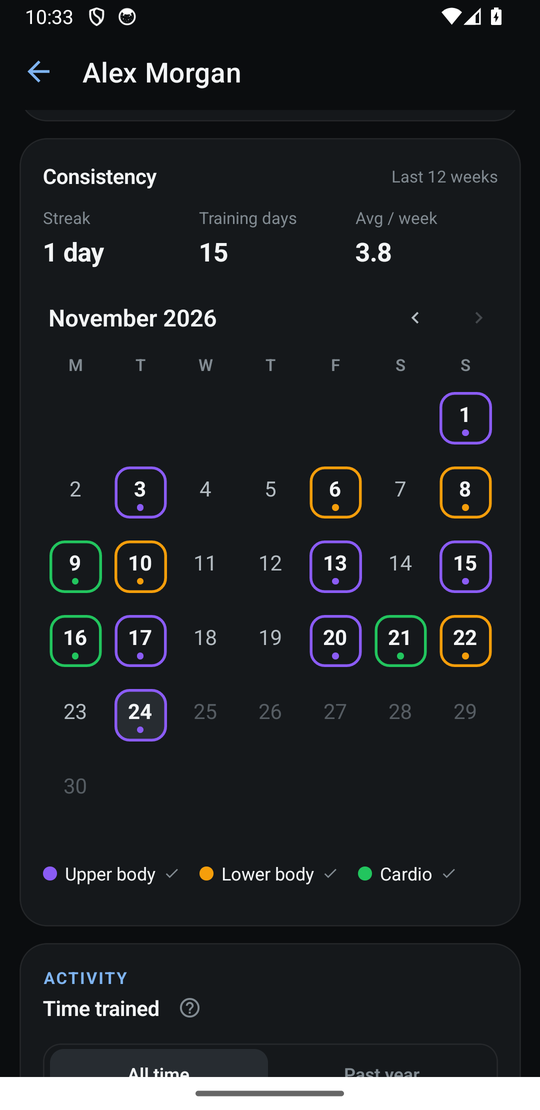 10:33
Alex Morgan
Consistency Last 12 weeks
Streak Training days Avg / week
1 day 15 3.8
November 2026
M T W T F S S
1
2 3 4 5 6 7 8
9 10 11 12 13 14 15
16 17 18 19 20 21 22
23 24 25 26 27 28 29
30
Upper body Lower body Cardio
ACTIVITY
Time trained
All time Past year